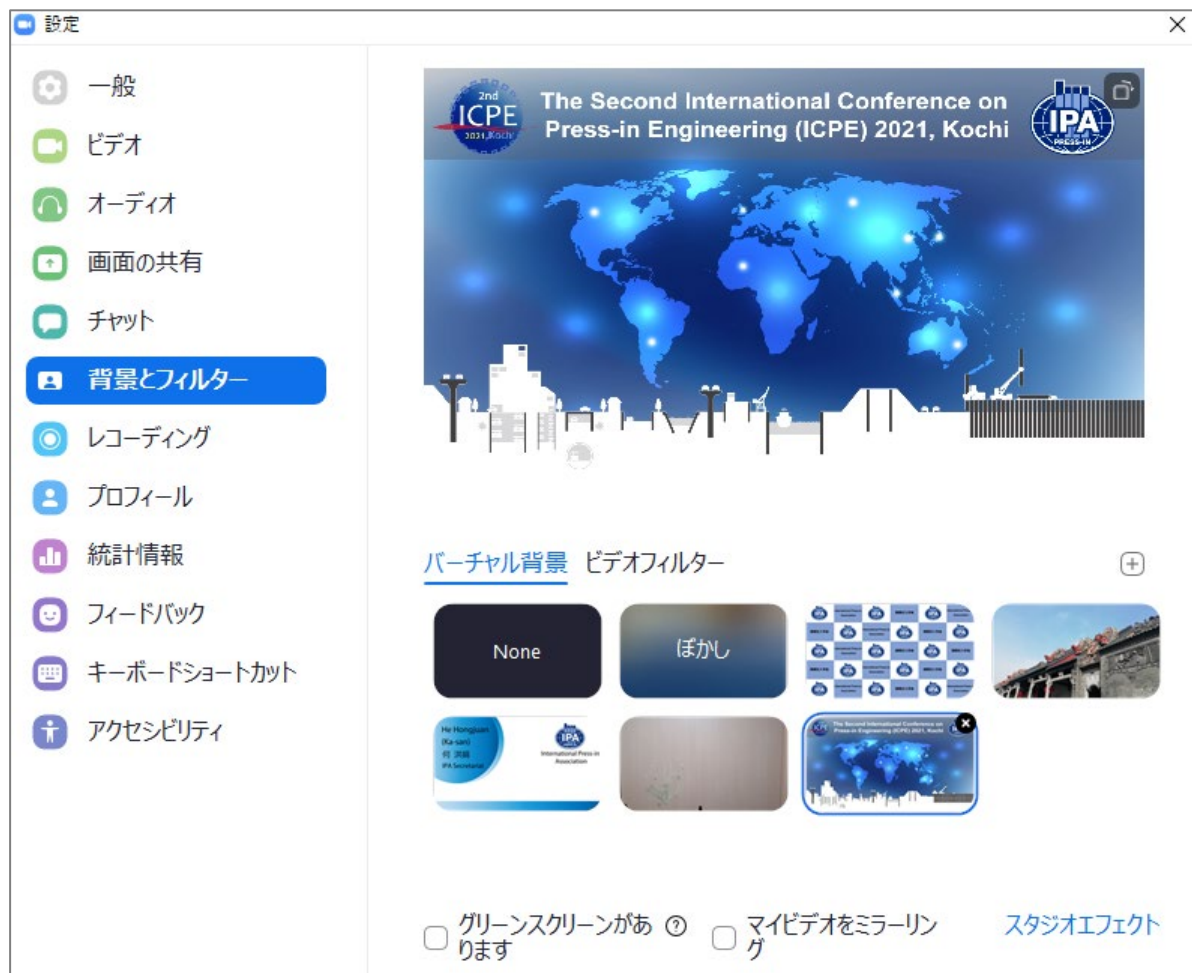 設定
一般
ビデオ
オーディオ
画面の共有
チャット
背景とフィルター
レコーディング
プロフィール
統計情報
フィードバック
キーボードショートカット
アクセシビリティ
2nd
ICPE
2021, Kochi
The Second International Conference on
Press-in Engineering (ICPE) 2021, Kochi
IPA
PRESS-IN
バーチャル背景 ビデオフィルター
None
ぼかし
He Hongjuan
(Ka-san)
IPA Secretariat
IPA
International Press-in
Association
The Second International Conference on
Press-in Engineering (ICPE) 2021, Kochi
グリーンスクリーンがあ
ります
マイビデオをミラーリン
グ
スタジオエフェクト